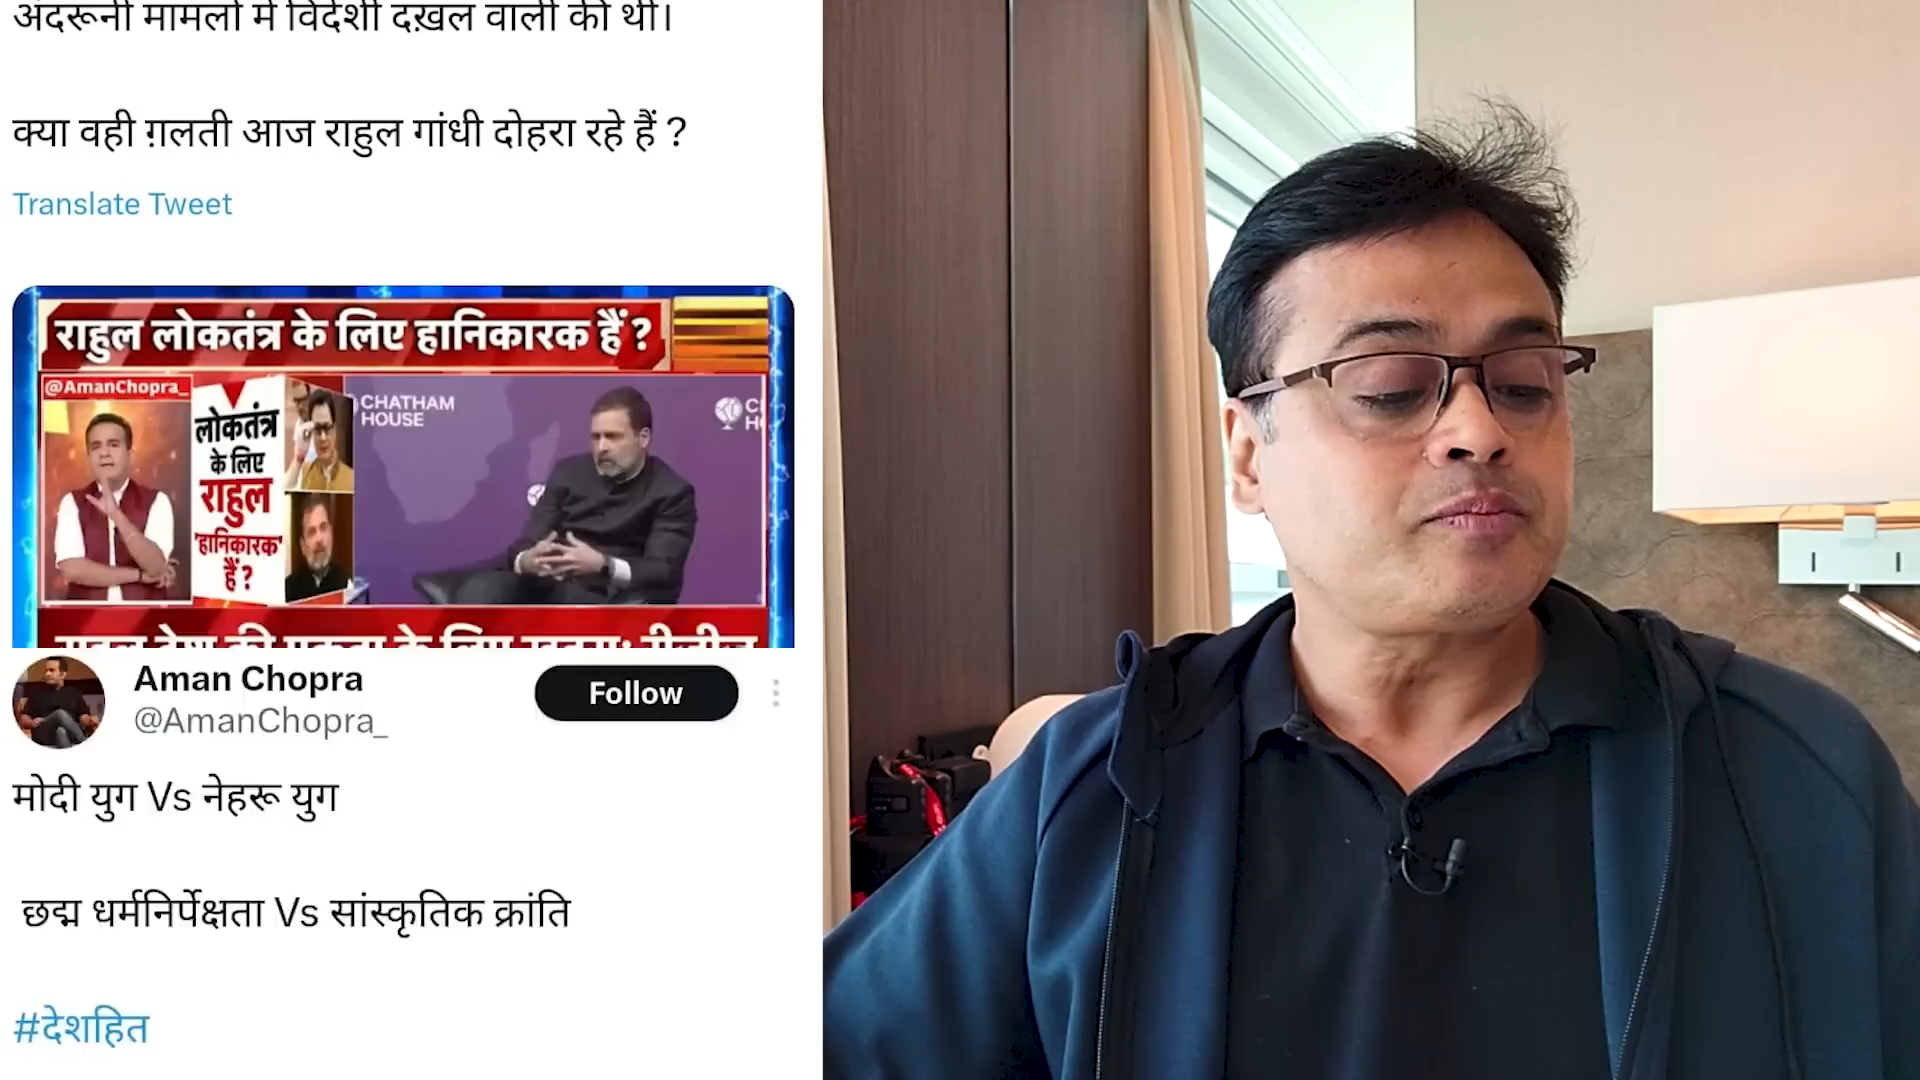 अंदरूनी मामलों में विदेशी दख़ल वाली की थी।
क्या वही ग़लती आज राहुल गांधी दोहरा रहे हैं ?
Translate Tweet
राहुल लोकतंत्र के लिए हानिकारक हैं ?
@AmanChopra_
लोकतंत्र
के लिए
राहुल
'हानिकारक'
हैं ?
CHATHAM
HOUSE
Aman Chopra
@AmanChopra_
Follow
मोदी युग Vs नेहरू युग
छद्म धर्मनिर्पेक्षता Vs सांस्कृतिक क्रांति
#देशहित